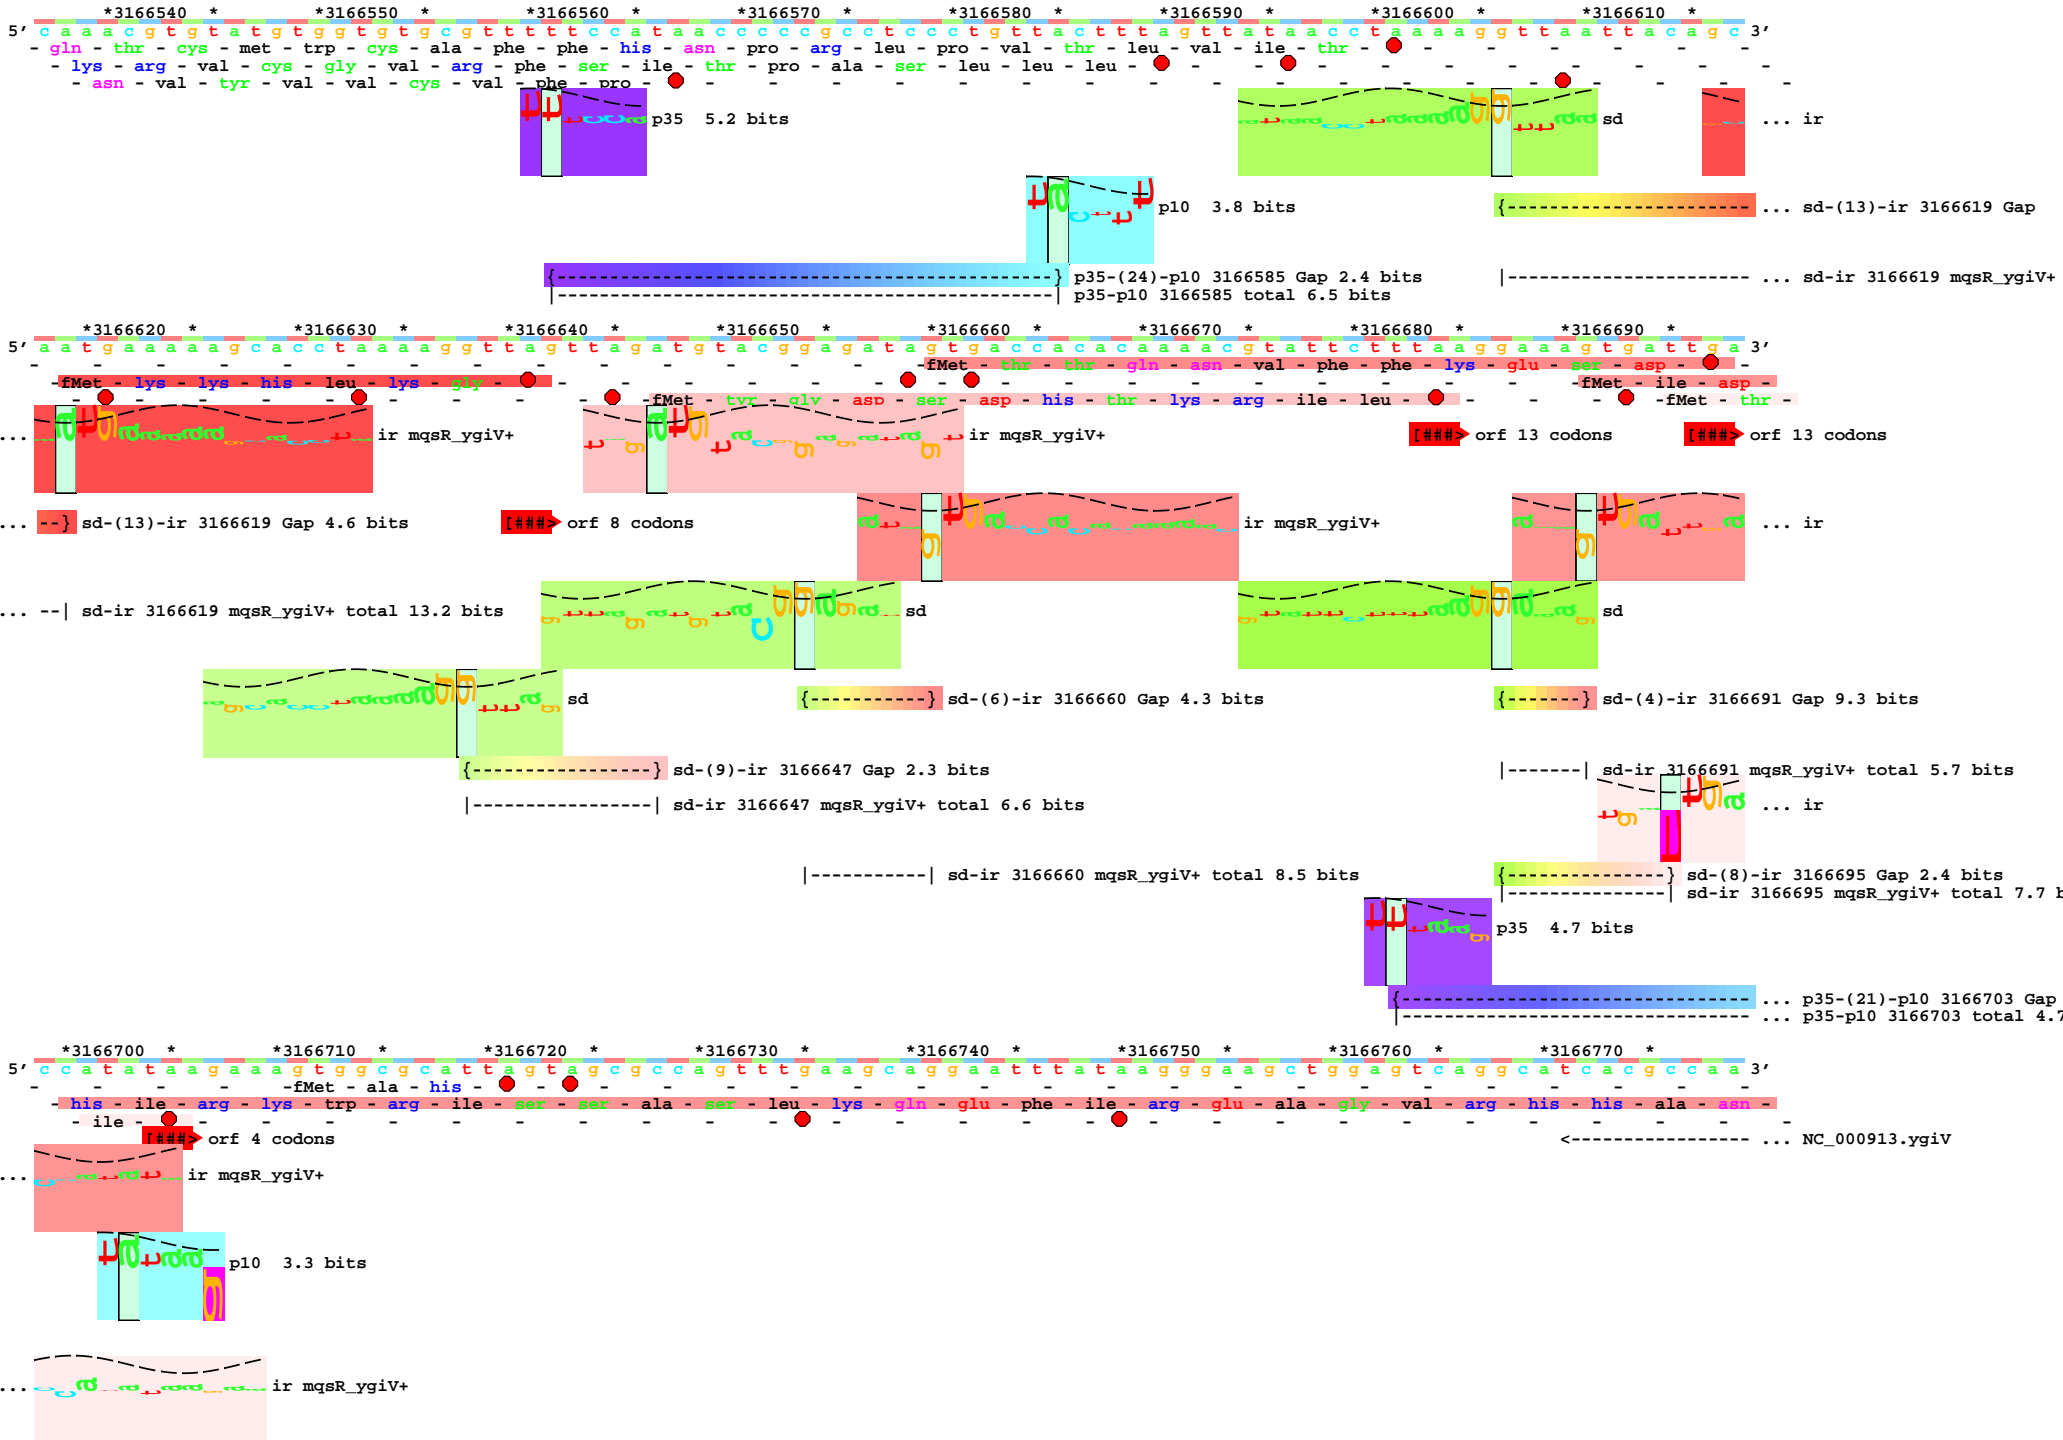 *3166540 * *3166550 * *3166560 * *3166570 * *3166580 * *3166590 * *3166600 * *3166610 *
5' c a a a c g t g t a t g t g g t g t g c g t t t t t c c a t a a c c c c c g c c t c c c t g t t a c t t t a g t t a t a a c c t a a a a g g t t a a t t a c a g c 3'
- gln - thr - cys - met - trp - cys - ala - phe - phe - his - asn - pro - arg - leu - pro - val - thr - leu - val - ile - thr - - - - - - -
- lys - arg - val - cys - gly - val - arg - phe - ser - ile - thr - pro - ala - ser - leu - leu - leu - - - - - - - - - -
- asn - val - tyr - val - val - cys - val - phe - pro - - - - - - - - - - - - - - - - - -
p35 5.2 bits
sd
... ir
p10 3.8 bits
{----------------- ... sd-(13)-ir 3166619 Gap
{------------------------------------} p35-(24)-p10 3166585 Gap 2.4 bits
|----------------- ... sd-ir 3166619 mqsR_ygiV+
|------------------------------------| p35-p10 3166585 total 6.5 bits
*3166620 * *3166630 * *3166640 * *3166650 * *3166660 * *3166670 * *3166680 * *3166690 *
5' a a t g a a a a a g c a c c t a a a a g g t t a g t t a g a t g t a c g g a g a t a g t g a c c a c a c a a a a c g t a t t c t t t a a g g a a a g t g a t t g a 3'
- - - - - - - - - - - - - -fMet - thr - thr - gln - asn - val - phe - phe - lys - glu - ser - asp - -
-fMet - lys - lys - his - leu - lys - gly - - - - - - - - - - - - - - - - - -fMet - ile - asp -
- - - - - - - - - -fMet - tyr - gly - asp - ser - asp - his - thr - lys - arg - ile - leu - - - - -fMet - thr -
... ir mqsR_ygiV+
ir mqsR_ygiV+
[###> orf 13 codons
[###> orf 13 codons
... --} sd-(13)-ir 3166619 Gap 4.6 bits
[###> orf 8 codons
ir mqsR_ygiV+
... ir
... --| sd-ir 3166619 mqsR_ygiV+ total 13.2 bits
sd
sd
sd
{-----------} sd-(6)-ir 3166660 Gap 4.3 bits
{-------} sd-(4)-ir 3166691 Gap 9.3 bits
{----------------} sd-(9)-ir 3166647 Gap 2.3 bits
|-------| sd-ir 3166691 mqsR_ygiV+ total 5.7 bits
|----------------| sd-ir 3166647 mqsR_ygiV+ total 6.6 bits
... ir
|-----------| sd-ir 3166660 mqsR_ygiV+ total 8.5 bits
{--------------} sd-(8)-ir 3166695 Gap 2.4 bits
|--------------| sd-ir 3166695 mqsR_ygiV+ total 7.7 b
p35 4.7 bits
{------------------------- ... p35-(21)-p10 3166703 Gap
|------------------------- ... p35-p10 3166703 total 4.7
*3166700 * *3166710 * *3166720 * *3166730 * *3166740 * *3166750 * *3166760 * *3166770 *
5' c c a t a t a a g a a a g t g g c g c a t t a g t a g c g c c a g t t t g a a g c a g g a a t t t a t a a g g g a a g c t g g a g t c a g g c a t c a c g c c a a 3'
- - - - -fMet - ala - his - - - - - - - - - - - - - - - - - - -
- his - ile - arg - lys - trp - arg - ile - ser - ser - ala - ser - leu - lys - gln - glu - phe - ile - arg - glu - ala - gly - val - arg - his - his - ala - asn -
- ile - - - - - - - - - - - - - - - - - - - - - - - - -
[###> orf 4 codons
<----------------- ... NC_000913.ygiV
... ir mqsR_ygiV+
p10 3.3 bits
... ir mqsR_ygiV+